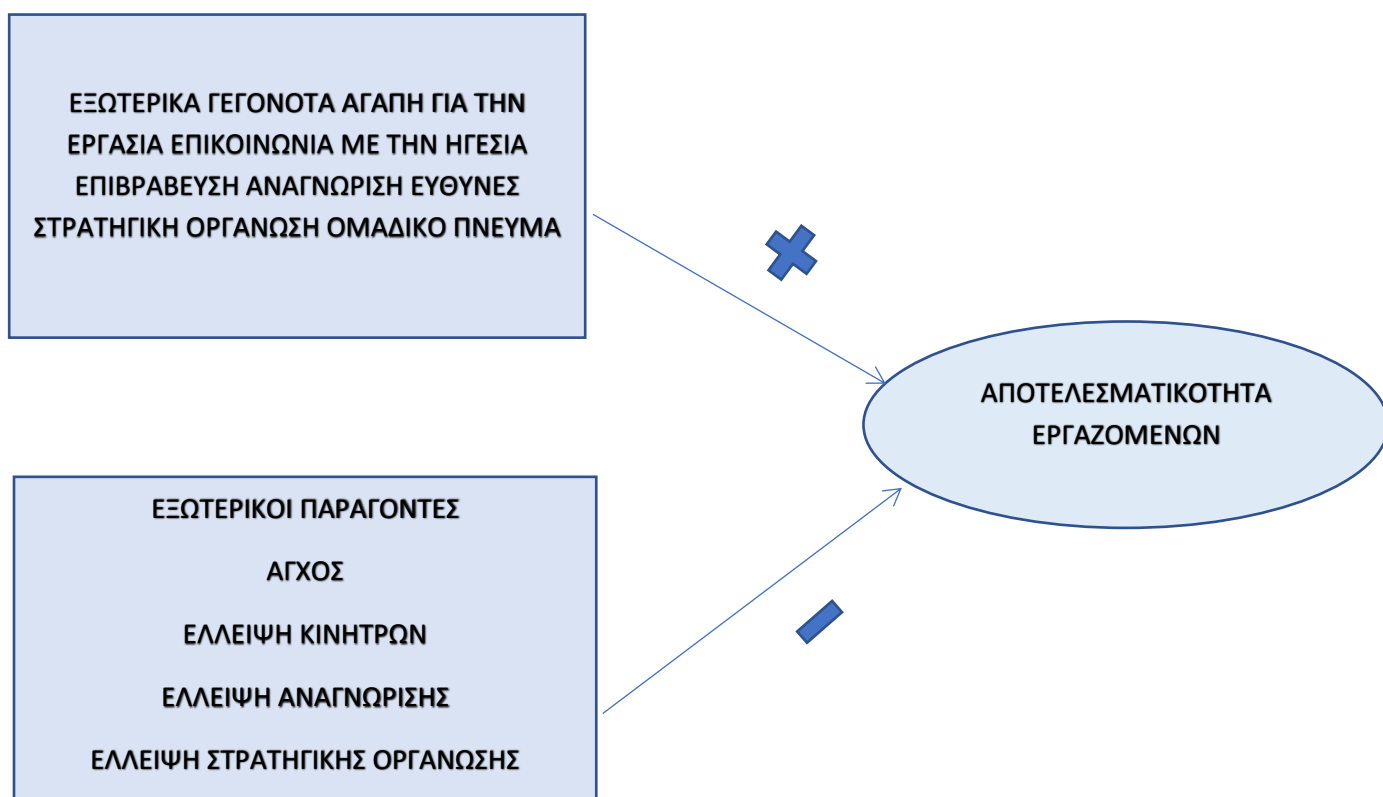 ΕΞΩΤΕΡΙΚΑ ΓΕΓΟΝΟΤΑ ΑΓΑΠΗ ΓΙΑ ΤΗΝ
ΕΡΓΑΣΙΑ ΕΠΙΚΟΙΝΩΝΙΑ ΜΕ ΤΗΝ ΗΓΕΣΙΑ
ΕΠΙΒΡΑΒΕΥΣΗ ΑΝΑΓΝΩΡΙΣΗ ΕΥΘΥΝΕΣ
ΣΤΡΑΤΗΓΙΚΗ ΟΡΓΑΝΩΣΗ ΟΜΑΔΙΚΟ ΠΝΕΥΜΑ
ΑΠΟΤΕΛΕΣΜΑΤΙΚΟΤΗΤΑ
ΕΡΓΑΖΟΜΕΝΩΝ
ΕΞΩΤΕΡΙΚΟΙ ΠΑΡΑΓΟΝΤΕΣ
ΑΓΧΟΣ
ΕΛΛΕΙΨΗ ΚΙΝΗΤΡΩΝ
ΕΛΛΕΙΨΗ ΑΝΑΓΝΩΡΙΣΗΣ
ΕΛΛΕΙΨΗ ΣΤΡΑΤΗΓΙΚΗΣ ΟΡΓΑΝΩΣΗΣ